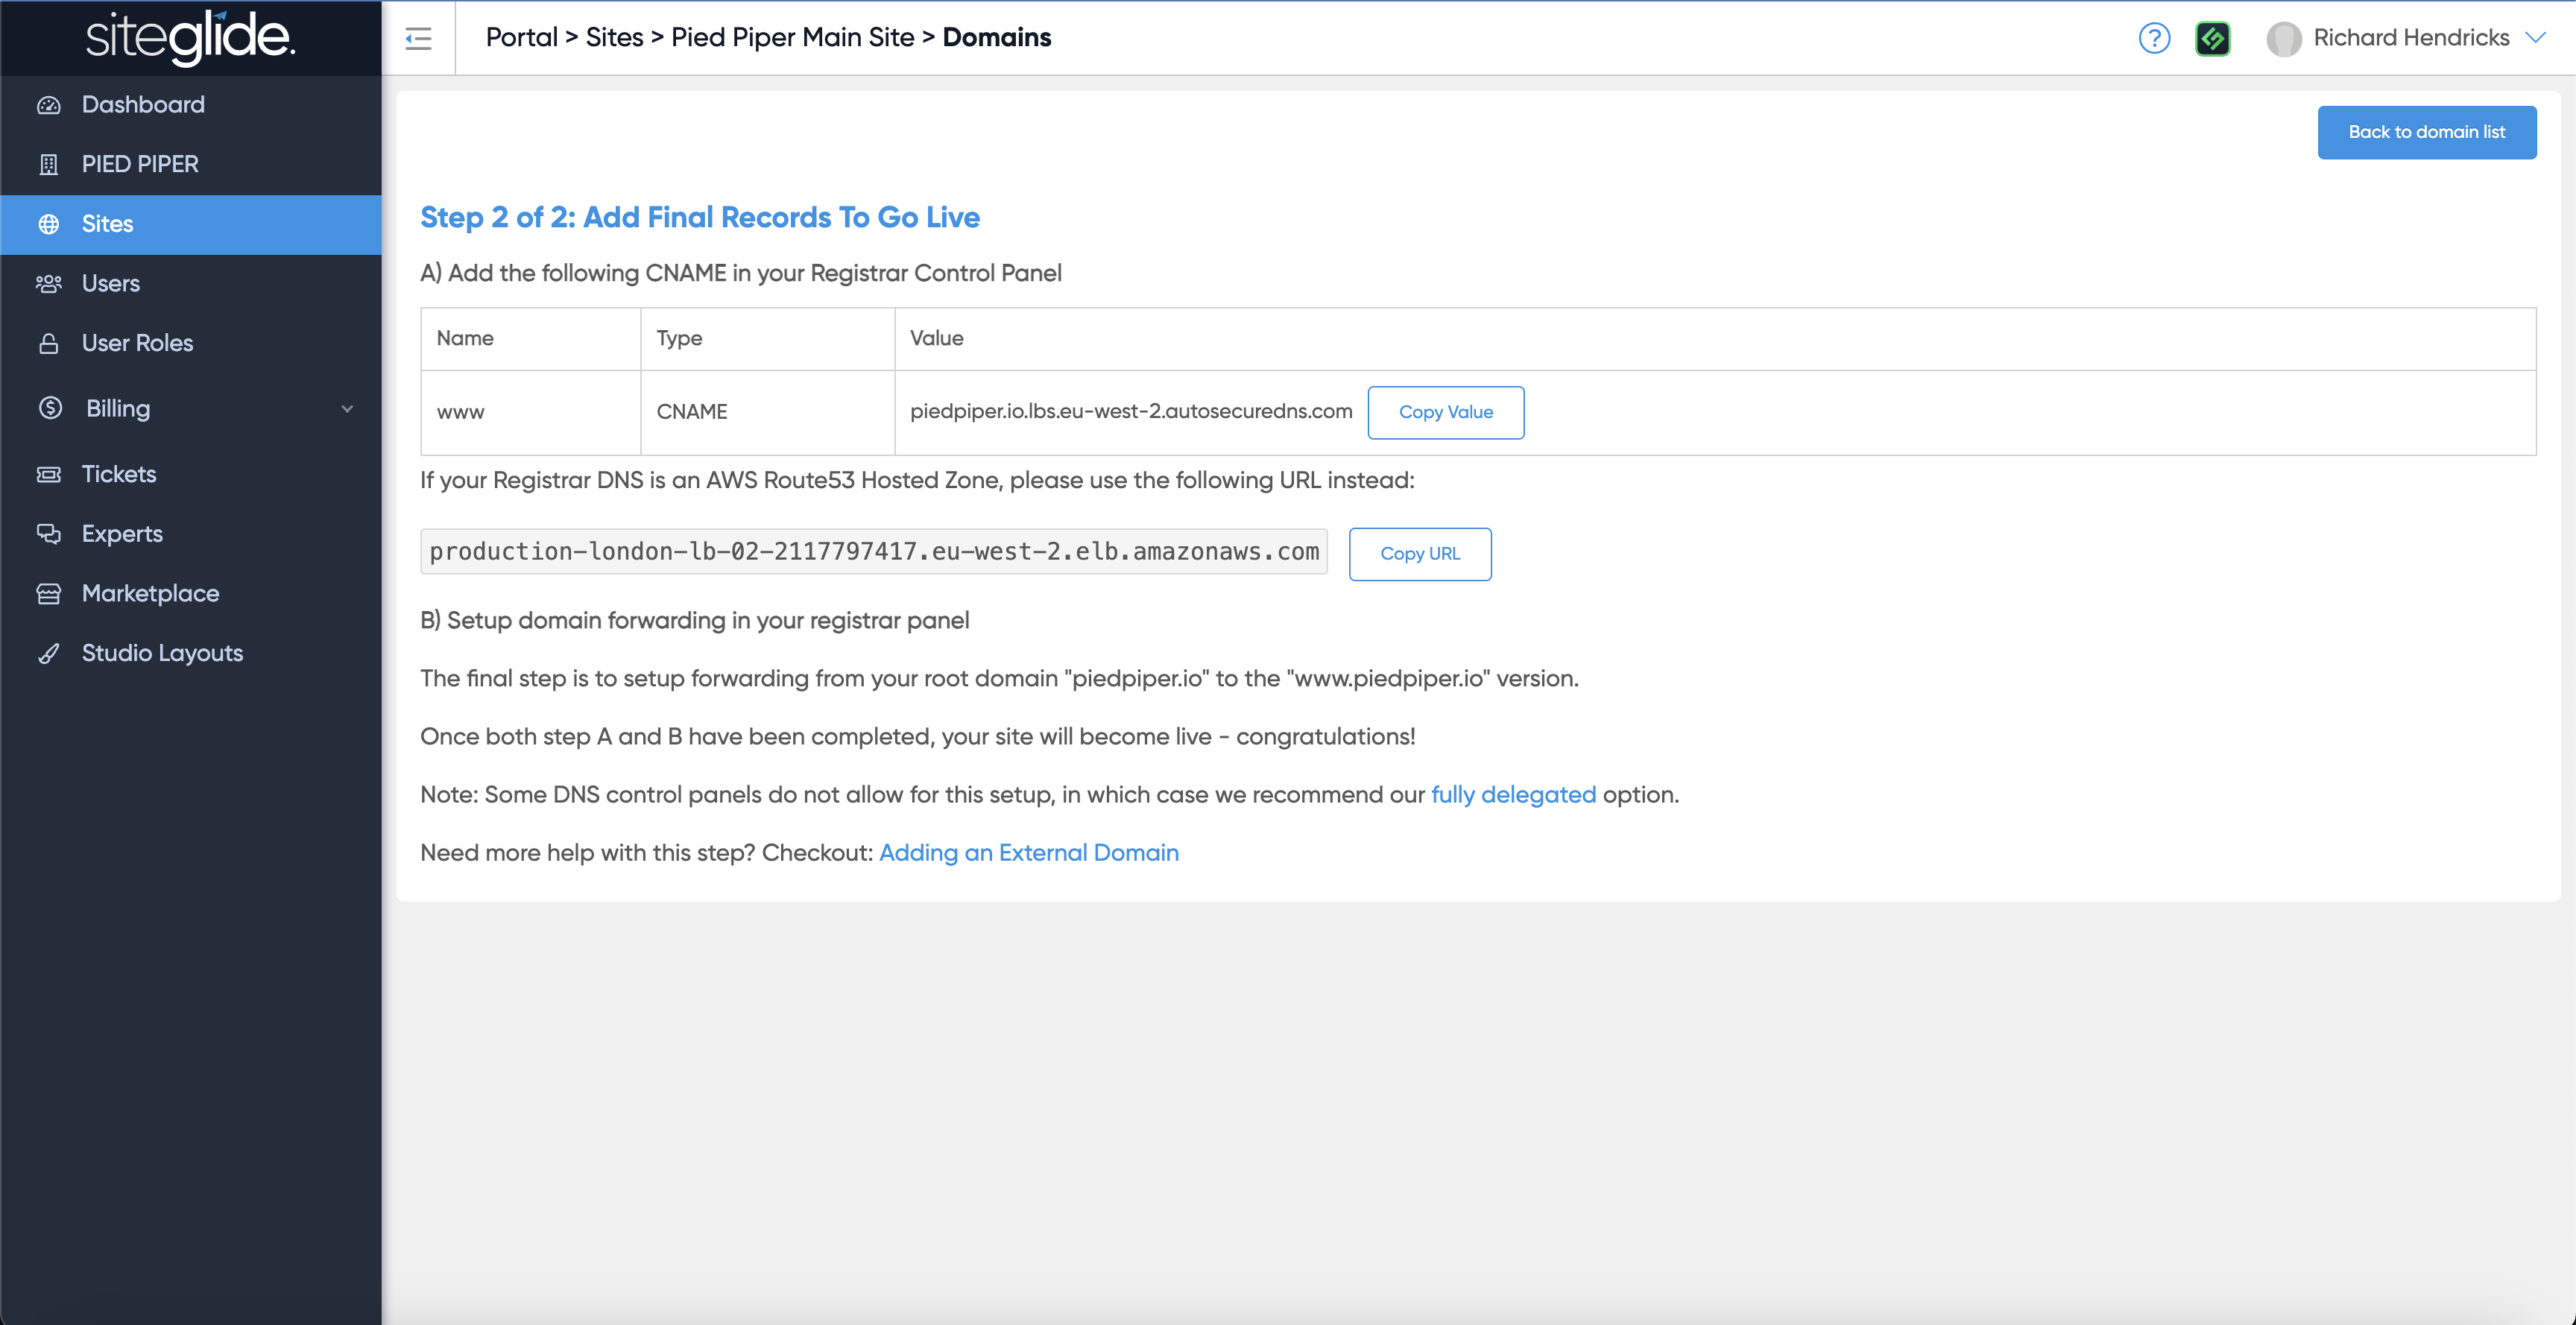 siteglide.
Portal > Sites > Pied Piper Main Site > Domains
Richard Hendricks
Dashboard
PIED PIPER
Sites
Users
User Roles
Billing
Tickets
Experts
Marketplace
Studio Layouts
Back to domain list
Step 2 of 2: Add Final Records To Go Live
A) Add the following CNAME in your Registrar Control Panel
Name Type Value
www CNAME piedpiper.io.lbs.eu-west-2.autosecuredns.com Copy Value
If your Registrar DNS is an AWS Route53 Hosted Zone, please use the following URL instead:
production-london-lb-02-2117797417.eu-west-2.elb.amazonaws.com Copy URL
B) Setup domain forwarding in your registrar panel
The final step is to setup forwarding from your root domain "piedpiper.io" to the "www.piedpiper.io" version.
Once both step A and B have been completed, your site will become live - congratulations!
Note: Some DNS control panels do not allow for this setup, in which case we recommend our fully delegated option.
Need more help with this step? Checkout: Adding an External Domain